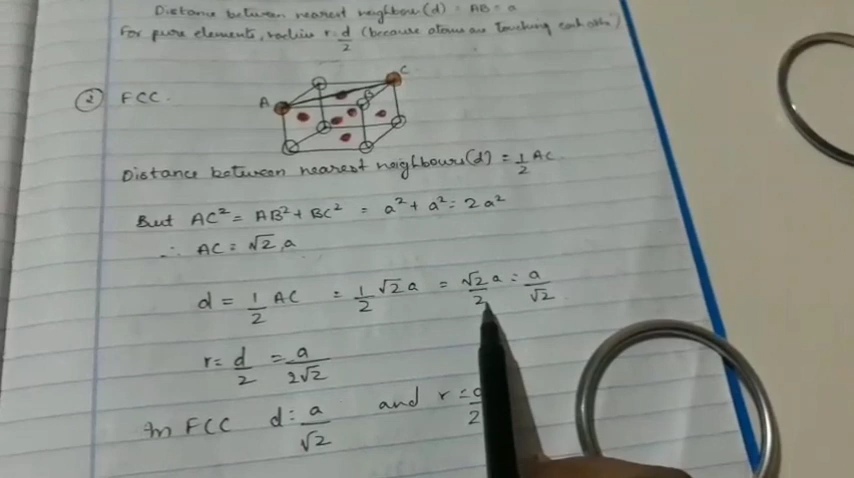 Distance between nearest neighbour (d) = AB = a
For pure elements, radius r = d/2 (because atoms are touching each other)
② FCC.
A B C
Distance between nearest neighbours(d) = 1/2 AC
But AC² = AB² + BC² = a² + a² = 2a²
∴ AC = √2 a
d = 1/2 AC = 1/2 √2 a = √2 a/2 = a/√2
r = d/2 = a/2√2
In FCC d = a/√2 and r =